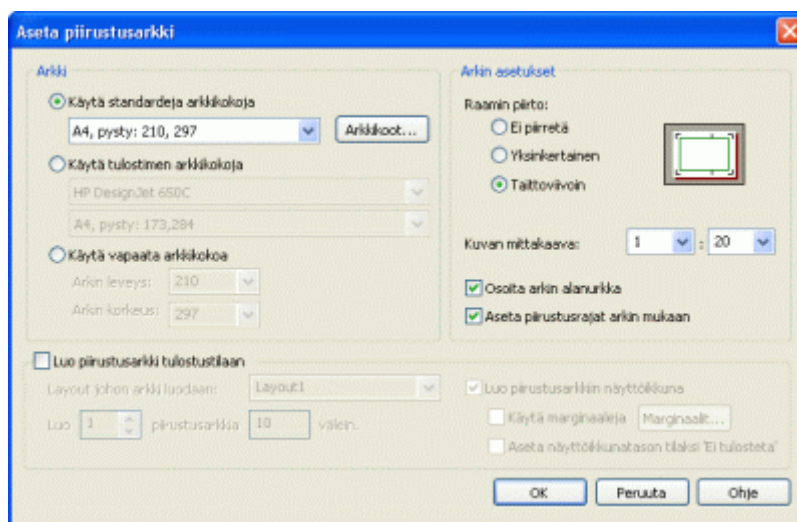 Aseta piirustusarkki
Arkki
Käytä standardeja arkkikokoja
A4, pysty: 210, 297
Arkkikoot...
Käytä tulostimen arkkikokoja
HP DesignJet 650C
A4, pysty: 173,284
Käytä vapaata arkkikokoa
Arkin leveys: 210
Arkin korkeus: 297
Arkin asetukset
Raamin piirto:
Ei piirretä
Yksinkertainen
Taittoviivoin
Kuvan mittakaava: 1 : 20
Osoita arkin alanurkka
Aseta piirustusrajat arkin mukaan
Luo piirustusarkki tulostustilaan
Layout johon arkki luodaan: Layout1
Luo 1 piirustusarkkia 10 välein.
Luo piirustusarkkiin näyttöikkuna
Käytä marginaaleja Marginaalit...
Aseta näyttöikkunatason tilaksi 'Ei tulosteta'
OK Peruuta Ohje